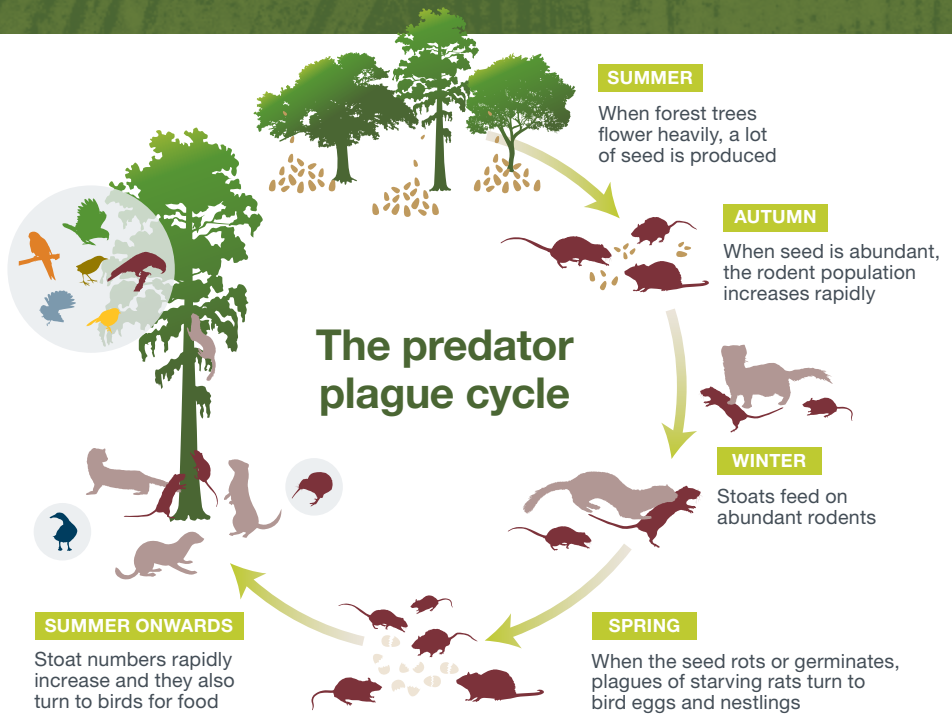 SUMMER
When forest trees
flower heavily, a lot
of seed is produced
AUTUMN
When seed is abundant,
the rodent population
increases rapidly
The predator
plague cycle
WINTER
Stoats feed on
abundant rodents
SPRING
When the seed rots or germinates,
plagues of starving rats turn to
bird eggs and nestlings
SUMMER ONWARDS
Stoat numbers rapidly
increase and they also
turn to birds for food